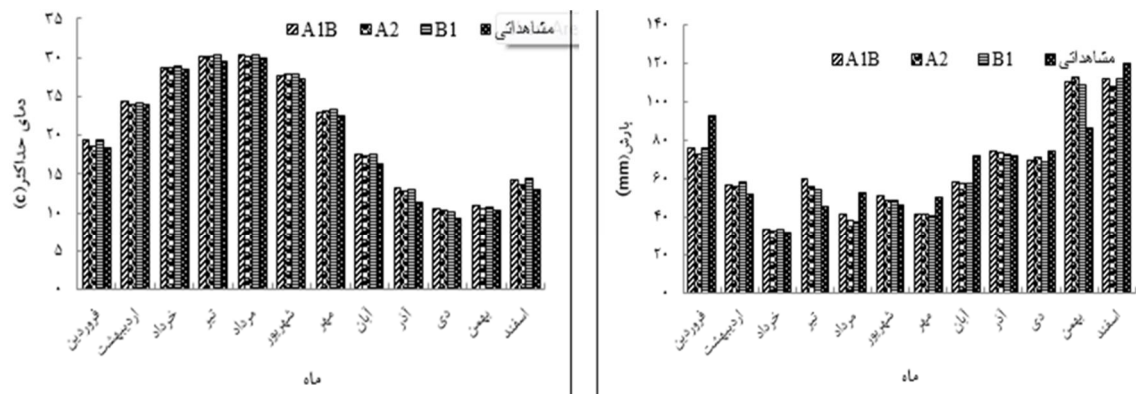 A1B A2 B1 مشاهداتی
دمای حداکثر(c)
۳۵
۳۰
۲۵
۲۰
۱۵
۱۰
۵
۰
فروردین
اردیبهشت
خرداد
تیر
مرداد
شهریور
مهر
آبان
آذر
دی
بهمن
اسفند
ماه
A1B A2 B1 مشاهداتی
بارش(mm)
۱۴۰
۱۲۰
۱۰۰
۸۰
۶۰
۴۰
۲۰
۰
فروردین
اردیبهشت
خرداد
تیر
مرداد
شهریور
مهر
آبان
آذر
دی
بهمن
اسفند
ماه